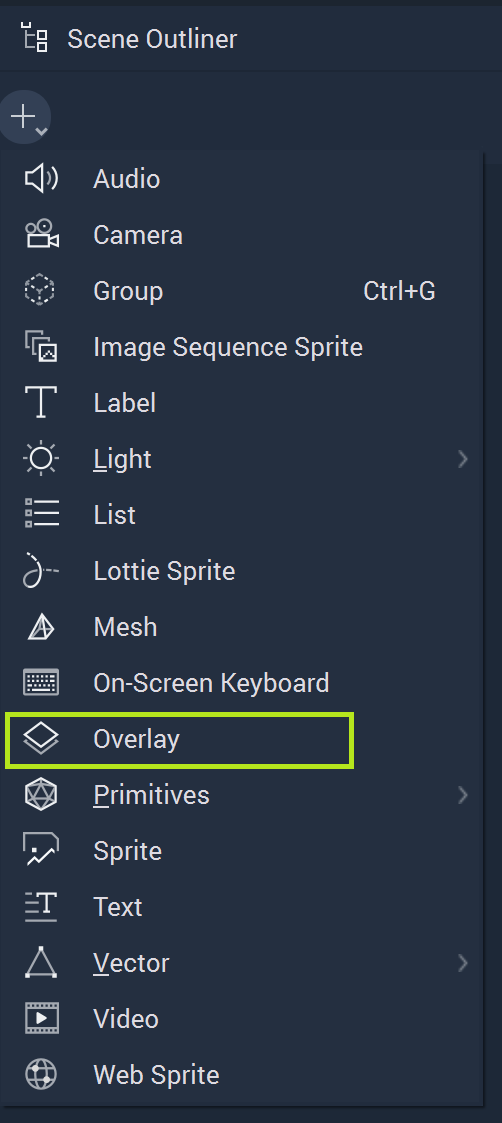 Scene Outliner
Audio
Camera
Group Ctrl+G
Image Sequence Sprite
Label
Light
List
Lottie Sprite
Mesh
On-Screen Keyboard
Overlay
Primitives
Sprite
Text
Vector
Video
Web Sprite